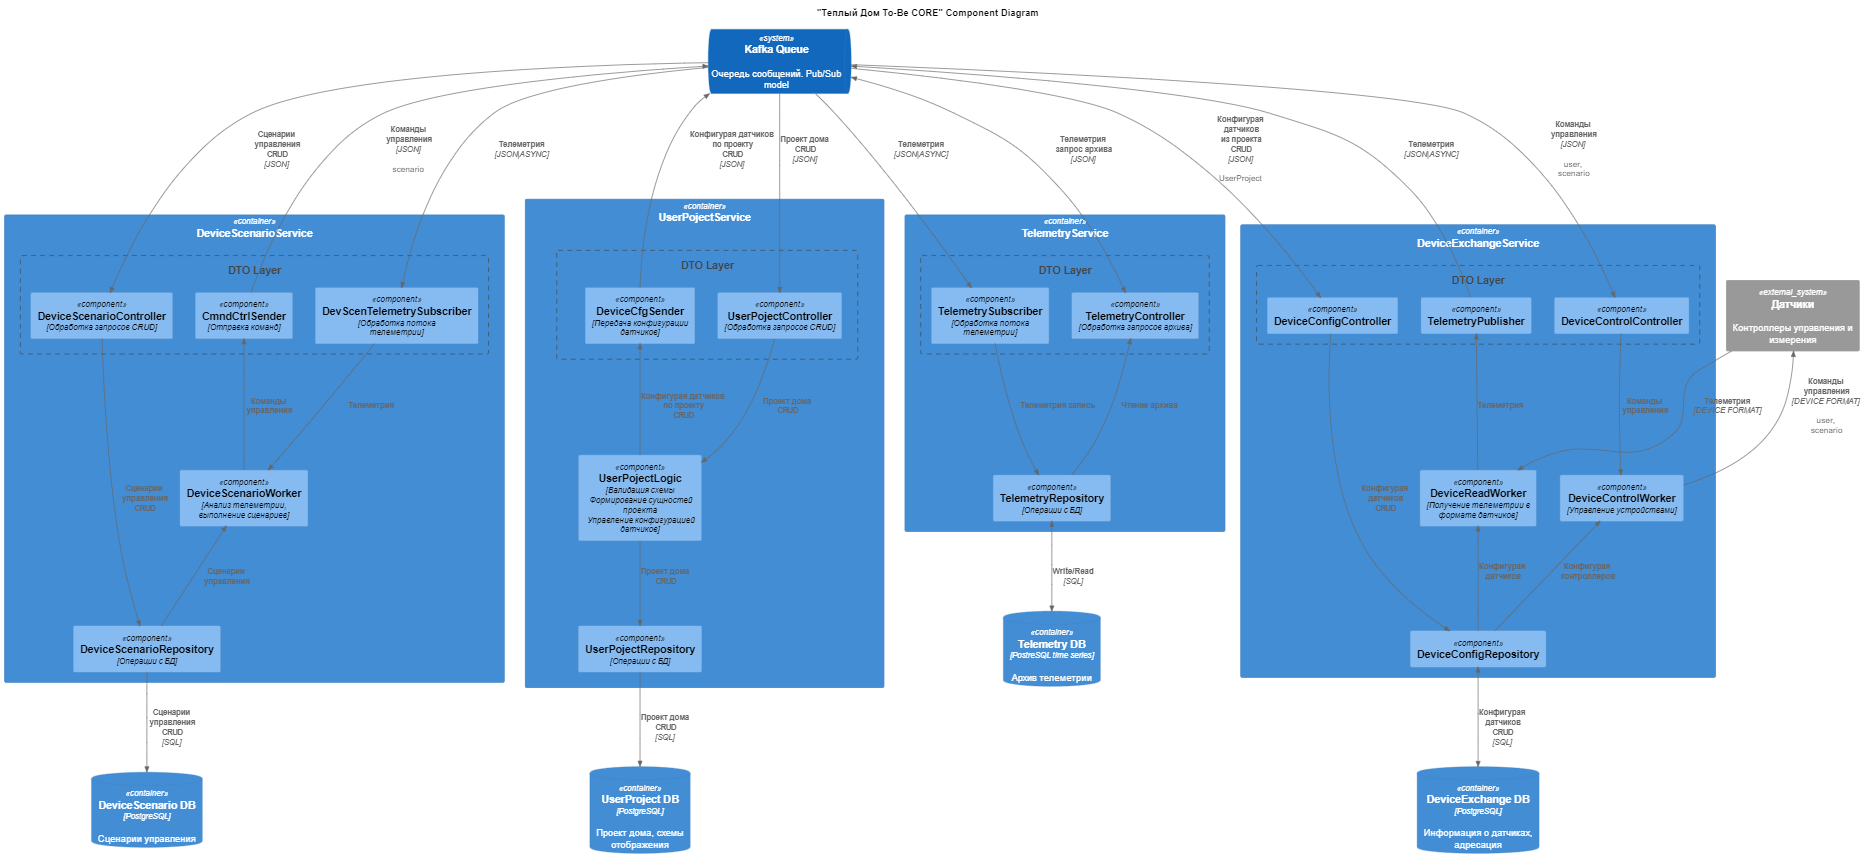 "Теплый Дом To-Be CORE" Component Diagram
«system»
Kafka Queue
Очередь сообщений. Pub/Sub
model
Сценарии
управления
CRUD
[JSON]
Команды
управления
[JSON]
scenario
Телеметрия
[JSON|ASYNC]
Конфигурая датчиков
по проекту
CRUD
[JSON]
Проект дома
CRUD
[JSON]
Телеметрия
[JSON|ASYNC]
Телеметрия
запрос архива
[JSON]
Конфигурая
датчиков
из проекта
CRUD
[JSON]
UserProject
Телеметрия
[JSON|ASYNC]
Команды
управления
[JSON]
user,
scenario
«container»
DeviceScenarioService
DTO Layer
«component»
DeviceScenarioController
[Обработка запросов CRUD]
«component»
CmndCtrlSender
[Отправка команд]
«component»
DevScenTelemetrySubscriber
[Обработка потока
телеметрии]
Команды
управления
Телеметрия
Сценарии
управления
CRUD
«component»
DeviceScenarioWorker
[Анализ телеметрии,
выполнение сценариев]
Сценарии
управления
«component»
DeviceScenarioRepository
[Операции с БД]
Сценарии
управления
CRUD
[SQL]
«container»
DeviceScenario DB
[PostgreSQL]
Сценарии управления
«container»
UserPojectService
DTO Layer
«component»
DeviceCfgSender
[Передача конфигурации
датчиков]
«component»
UserPojectController
[Обработка запросов CRUD]
Конфигурая датчиков
по проекту
CRUD
Проект дома
CRUD
«component»
UserPojectLogic
[Валидация схемы
Формирование сущностей
проекта
Управление конфигурацией
датчиков]
Проект дома
CRUD
«component»
UserPojectRepository
[Операции с БД]
Проект дома
CRUD
[SQL]
«container»
UserProject DB
[PostgreSQL]
Проект дома, схемы
отображения
«container»
TelemetryService
DTO Layer
«component»
TelemetrySubscriber
[Обработка потока
телеметрии]
«component»
TelemetryController
[Обработка запросов архива]
Телеметрия запись
Чтение архива
«component»
TelemetryRepository
[Операции с БД]
Write/Read
[SQL]
«container»
Telemetry DB
[PostreSQL time series]
Архив телеметрии
«container»
DeviceExchangeService
DTO Layer
«component»
DeviceConfigController
«component»
TelemetryPublisher
«component»
DeviceControlController
Телеметрия
Команды
управления
Конфигурая
датчиков
CRUD
«component»
DeviceReadWorker
[Получение телеметрии в
формате датчиков]
«component»
DeviceControlWorker
[Управление устройствами]
Конфигурая
датчиков
Конфигурая
контроллеров
«component»
DeviceConfigRepository
Конфигурая
датчиков
CRUD
[SQL]
«container»
DeviceExchange DB
[PostgreSQL]
Информация о датчиках,
адресация
«external_system»
Датчики
Контроллеры управления и
измерения
Телеметрия
[DEVICE FORMAT]
Команды
управления
[DEVICE FORMAT]
user,
scenario